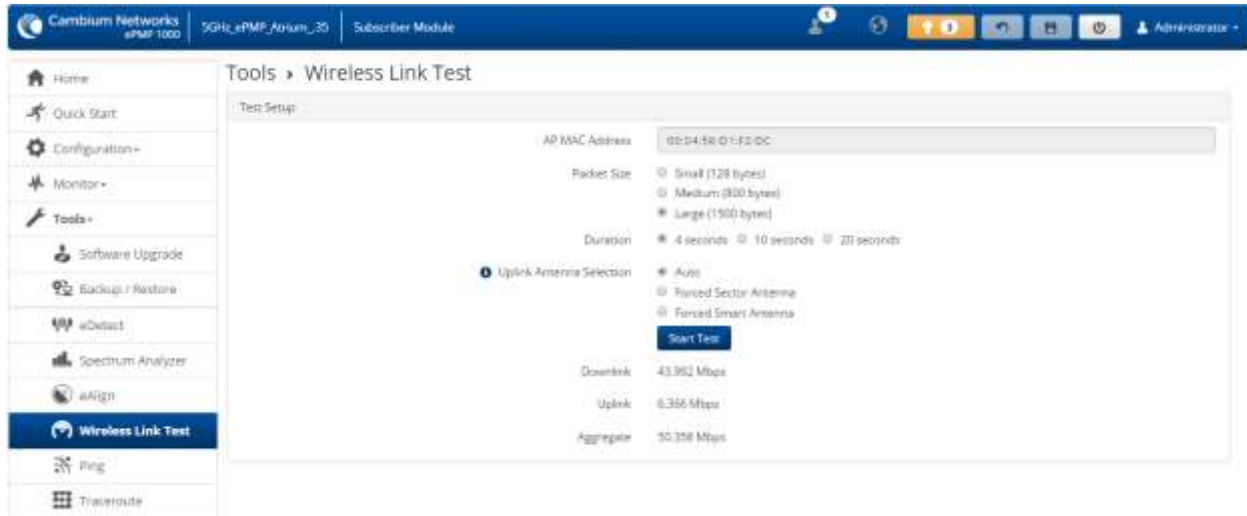 Cambium Networks
ePMP 1000
5GHz_ePMP_Atrium_35
Subscriber Module
1
3
Administrator
Home
Quick Start
Configuration
Monitor
Tools
Software Upgrade
Backup / Restore
eDetect
Spectrum Analyzer
eAlign
Wireless Link Test
Ping
Traceroute
Tools › Wireless Link Test
Test Setup
AP MAC Address
Packet Size
Small (128 bytes)
Medium (800 bytes)
Large (1500 bytes)
Duration
4 seconds 10 seconds 20 seconds
Uplink Antenna Selection
Auto
Forced Sector Antenna
Forced Smart Antenna
Start Test
Downlink 43.992 Mbps
Uplink 6.366 Mbps
Aggregate 50.358 Mbps